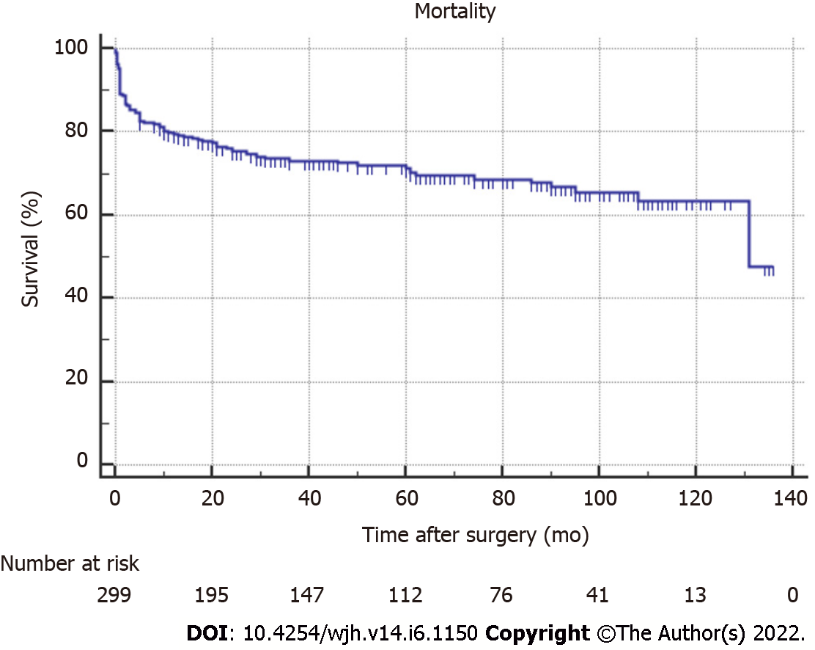 Mortality
100
80
60
40
20
0
Survival (%)
0 20 40 60 80 100 120 140
Time after surgery (mo)
Number at risk
299 195 147 112 76 41 13 0
DOI: 10.4254/wjh.v14.i6.1150 Copyright ©The Author(s) 2022.